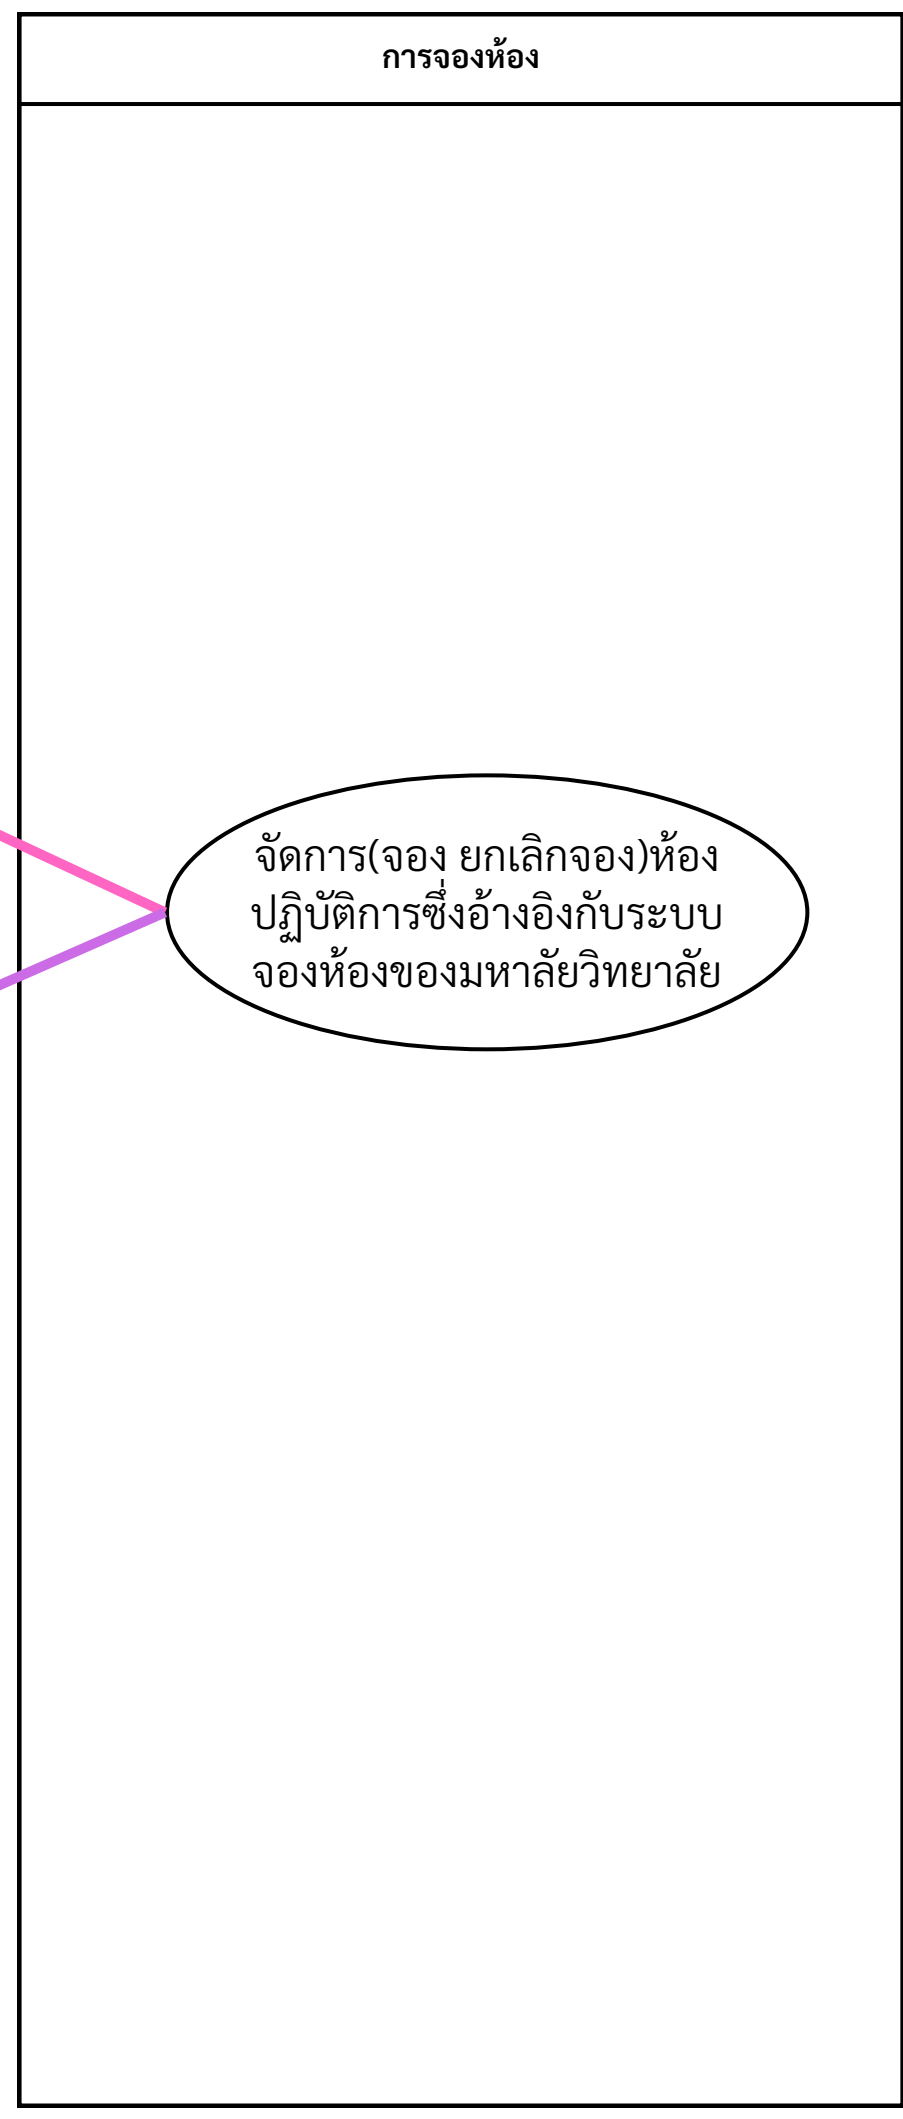 การจองห้อง
จัดการ(จอง ยกเลิกจอง)ห้อง
ปฏิบัติการซึ่งอ้างอิงกับระบบ
จองห้องของมหาลัยวิทยาลัย